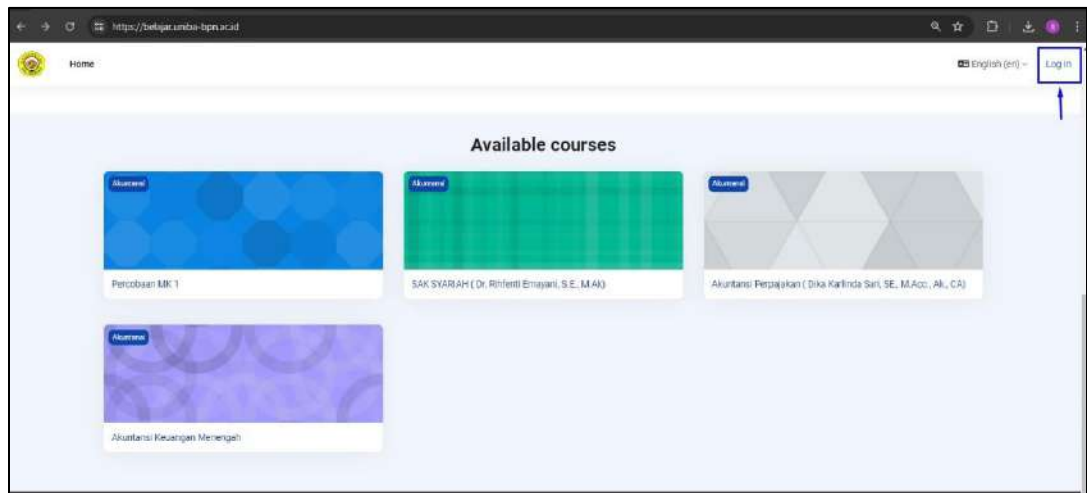 https://belajar.uniba-bpn.ac.id
Home
English (en)
Log in
Available courses
Akuntansi
Akuntansi
Akuntansi
Percobaan MK 1
SAK SYARIAH ( Dr. Rihfenti Ernayani, S.E., M.Ak)
Akuntansi Perpajakan ( Dika Karlinda Sari, SE., M.Acc., Ak., CA)
Akuntansi
Akuntansi Keuangan Menengah